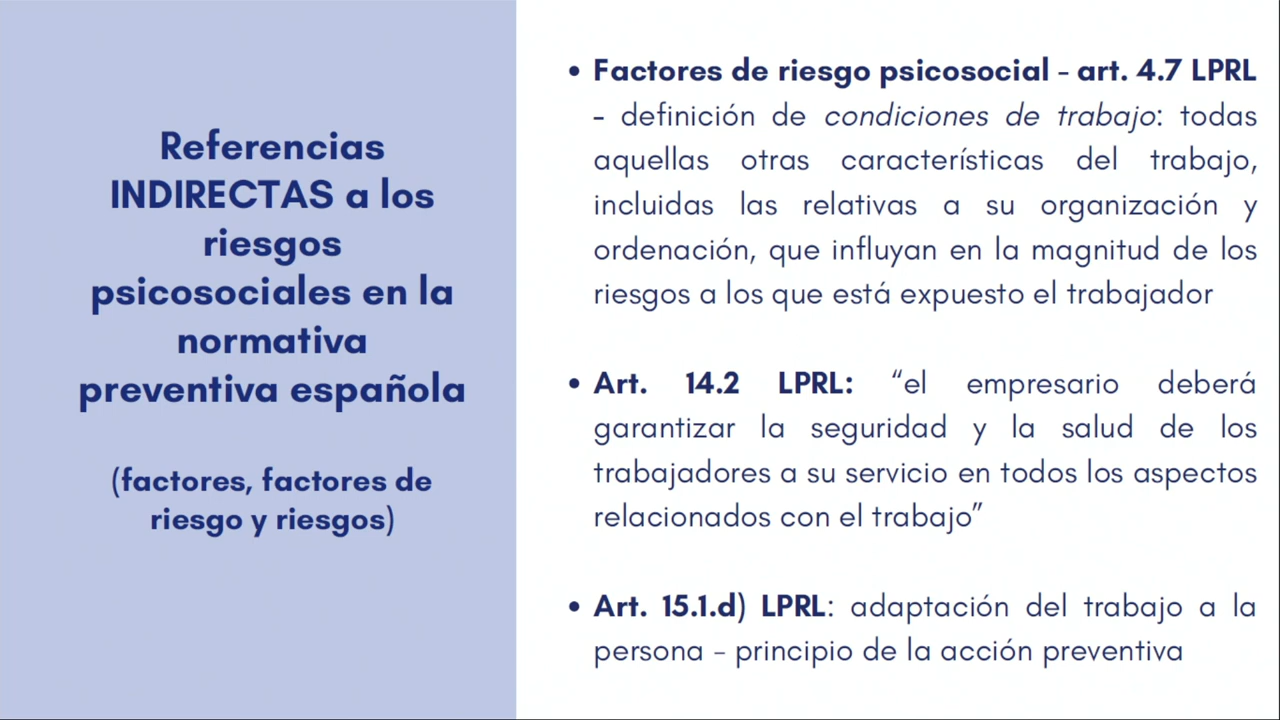 Referencias
INDIRECTAS a los
riesgos
psicosociales en la
normativa
preventiva española
(factores, factores de
riesgo y riesgos)
• Factores de riesgo psicosocial - art. 4.7 LPRL
- definición de condiciones de trabajo: todas
aquellas otras características del trabajo,
incluidas las relativas a su organización y
ordenación, que influyan en la magnitud de los
riesgos a los que está expuesto el trabajador
• Art. 14.2 LPRL: “el empresario deberá
garantizar la seguridad y la salud de los
trabajadores a su servicio en todos los aspectos
relacionados con el trabajo”
• Art. 15.1.d) LPRL: adaptación del trabajo a la
persona - principio de la acción preventiva